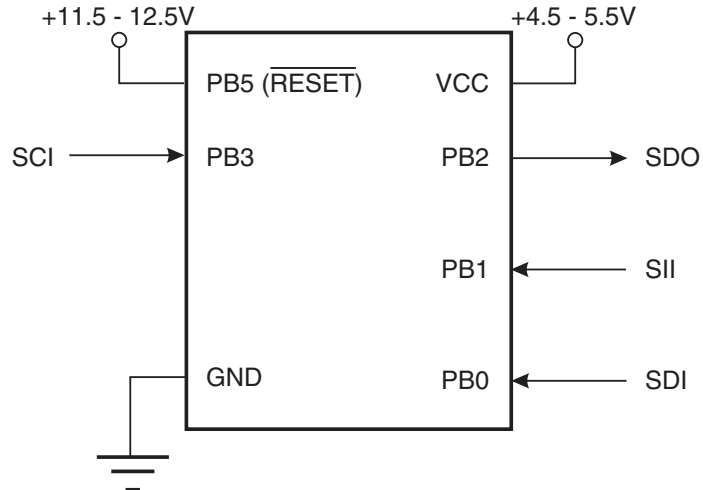 +11.5 - 12.5V
+4.5 - 5.5V
PB5 (RESET)
VCC
SCI
PB3
PB2
SDO
PB1
SII
GND
PB0
SDI